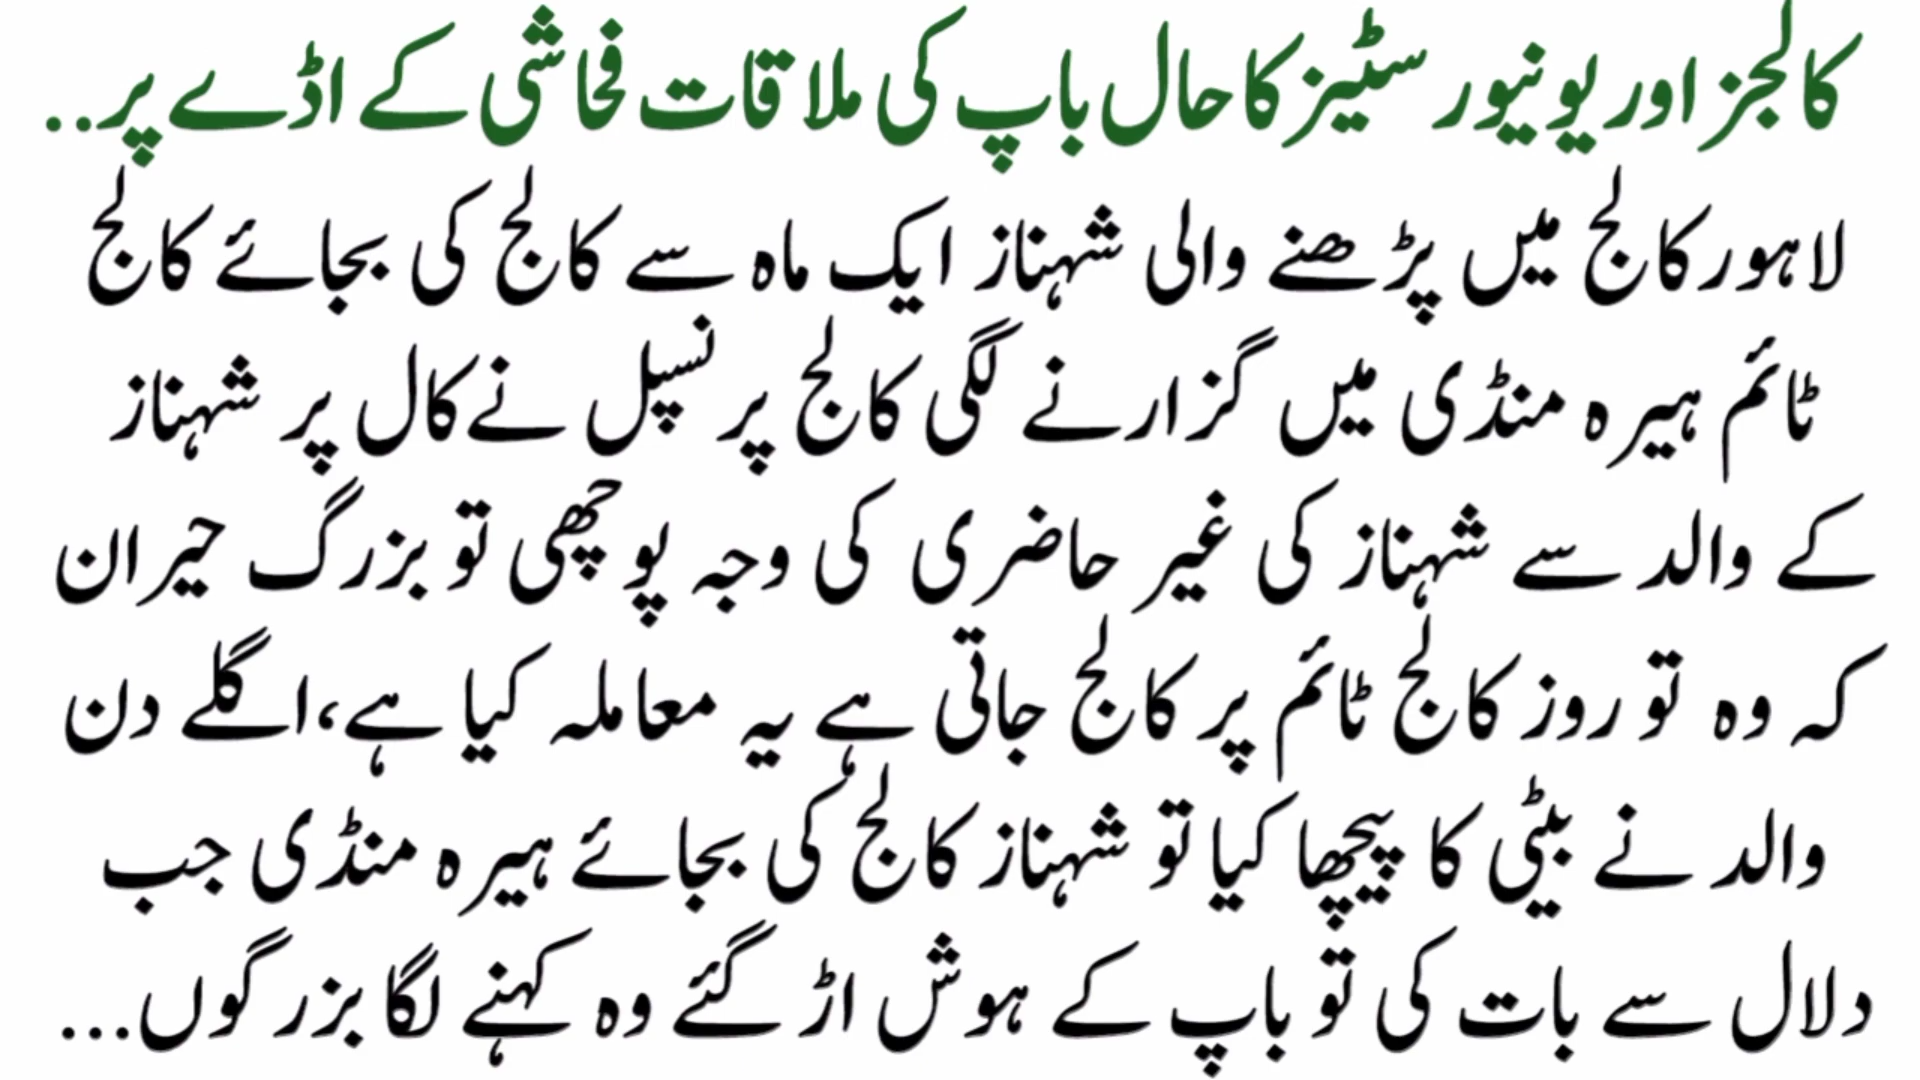 کالجز اور یونیورسٹیز کا حال باپ کی ملاقات فحاشی کے اڈے پر..
لاہور کالج میں پڑھنے والی شہناز ایک ماہ سے کالج کی بجائے کالج
ٹائم ہیرہ منڈی میں گزارنے لگی کالج پرنسپل نے کال پر شہناز
کے والد سے شہناز کی غیر حاضری کی وجہ پوچھی تو بزرگ حیران
کہ وہ تو روز کالج ٹائم پر کالج جاتی ہے یہ معاملہ کیا ہے،اگلے دن
والد نے بیٹی کا پیچھا کیا تو شہناز کالج کی بجائے ہیرہ منڈی جب
دلال سے بات کی تو باپ کے ہوش اڑ گئے وہ کہنے لگا بزرگوں...